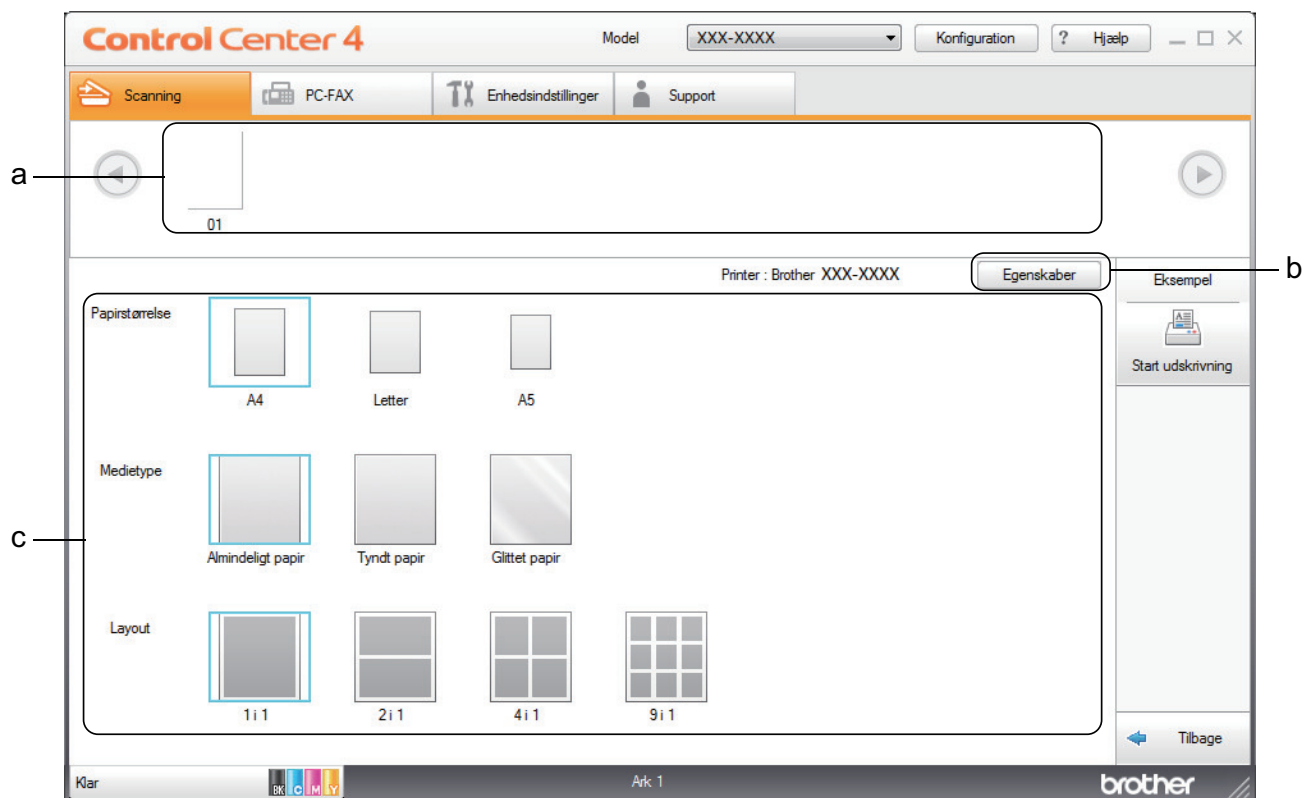 ControlCenter 4
Model XXX-XXXX Konfiguration ? Hjælp
Scanning PC-FAX Enhedsindstillinger Support
a
01
Printer : Brother XXX-XXXX Egenskaber
b
Eksempel
Start udskrivning
Papirstørrelse
A4 Letter A5
Medietype
c
Almindeligt papir Tyndt papir Glittet papir
Layout
1 i 1 2 i 1 4 i 1 9 i 1
Tilbage
Klar BK C M Y Ark 1 brother